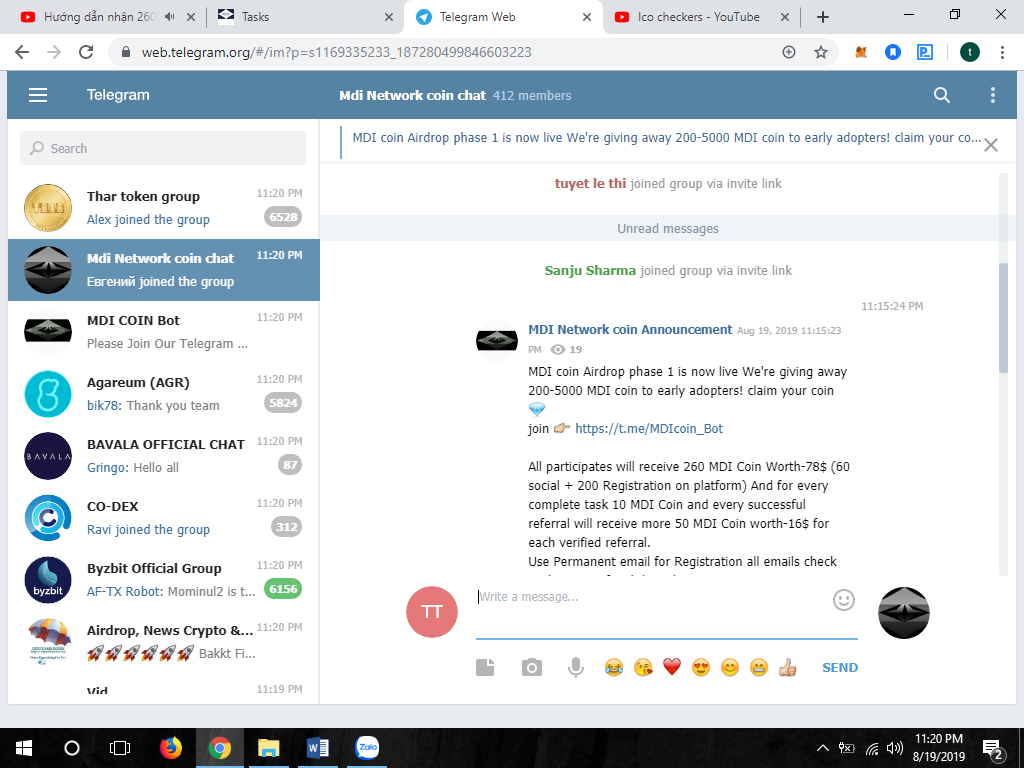 Hướng dẫn nhận 260
Tasks
Telegram Web
Ico checkers - YouTube
web.telegram.org/#/im?p=s1169335233_187280499846603223
t
Telegram
Mdi Network coin chat 412 members
Search
MDI coin Airdrop phase 1 is now live We're giving away 200-5000 MDI coin to early adopters! claim your co...
Thar token group 11:20 PM
Alex joined the group 6528
Mdi Network coin chat 11:20 PM
Евгений joined the group
MDI COIN Bot 11:20 PM
Please Join Our Telegram ...
Agareum (AGR) 11:20 PM
bik78: Thank you team 5824
BAVALA
BAVALA OFFICIAL CHAT 11:20 PM
Gringo: Hello all 87
CO-DEX 11:20 PM
Ravi joined the group 312
byzbit
Byzbit Official Group 11:20 PM
AF-TX Robot: Mominul2 is t... 6156
Airdrop, News Crypto &... 11:20 PM
🚀🚀🚀🚀🚀🚀 Bakkt Fi...
Vid 11:19 PM
tuyet le thi joined group via invite link
Unread messages
Sanju Sharma joined group via invite link
11:15:24 PM
MDI Network coin Announcement Aug 19, 2019 11:15:23
PM 19
MDI coin Airdrop phase 1 is now live We're giving away
200-5000 MDI coin to early adopters! claim your coin
💎
join 👉🏼 https://t.me/MDIcoin_Bot
All participates will receive 260 MDI Coin Worth-78$ (60
social + 200 Registration on platform) And for every
complete task 10 MDI Coin and every successful
referral will receive more 50 MDI Coin worth-16$ for
each verified referral.
Use Permanent email for Registration all emails check
TT
Write a message...
SEND
Zalo
11:20 PM
8/19/2019
2